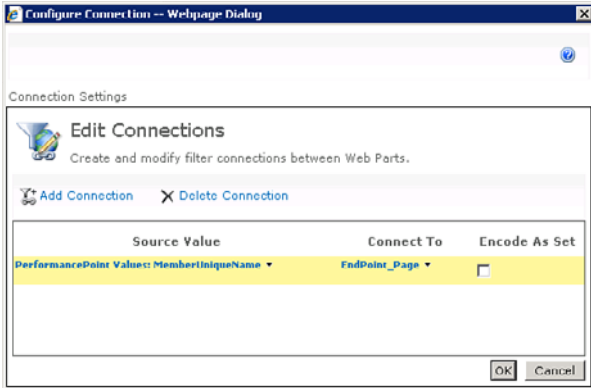 Configure Connection -- Webpage Dialog
Connection Settings
Edit Connections
Create and modify filter connections between Web Parts.
Add Connection Delete Connection
Source Value Connect To Encode As Set
PerformancePoint Values: MemberUniqueName EndPoint_Page
OK Cancel